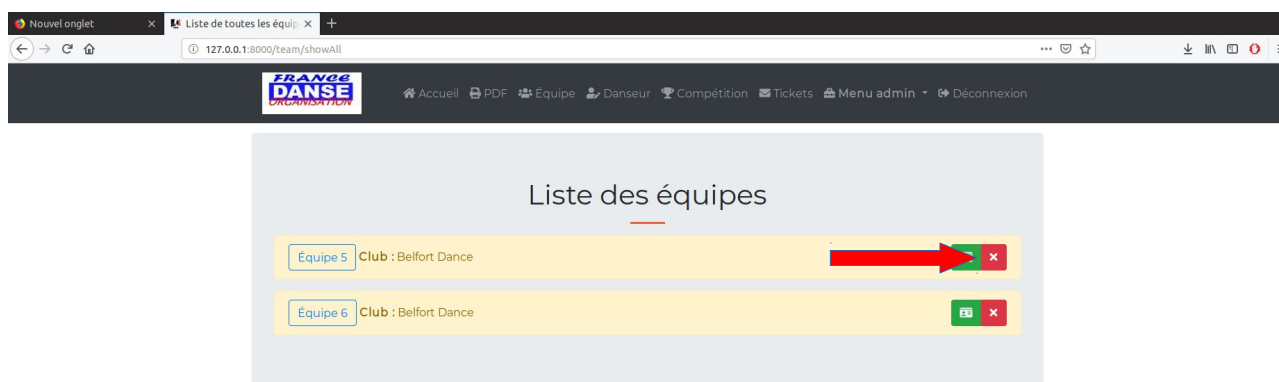 Nouvel onglet
Liste de toutes les équip
127.0.0.1:8000/team/showAll
FRANCE
DANSE
ORGANISATION
Accueil PDF Équipe Danseur Compétition Tickets Menu admin Déconnexion
Liste des équipes
Équipe 5 Club : Belfort Dance
Équipe 6 Club : Belfort Dance